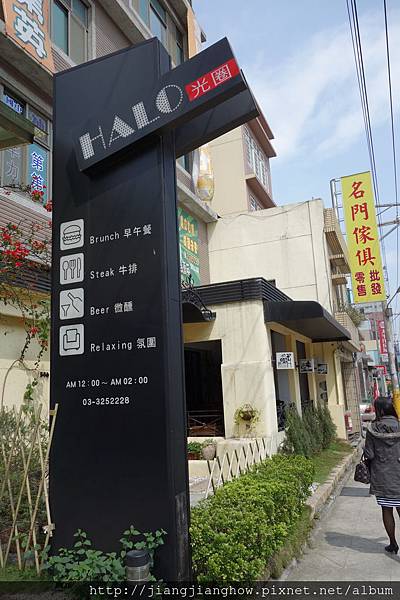 HALO 光圈
Brunch 早午餐
Steak 牛排
Beer 微醺
Relaxing 氛圍
AM 12:00~ AM 02:00
03-3252228
名門傢俱
零售 批發
http://jiangjianghow.pixnet.net/album